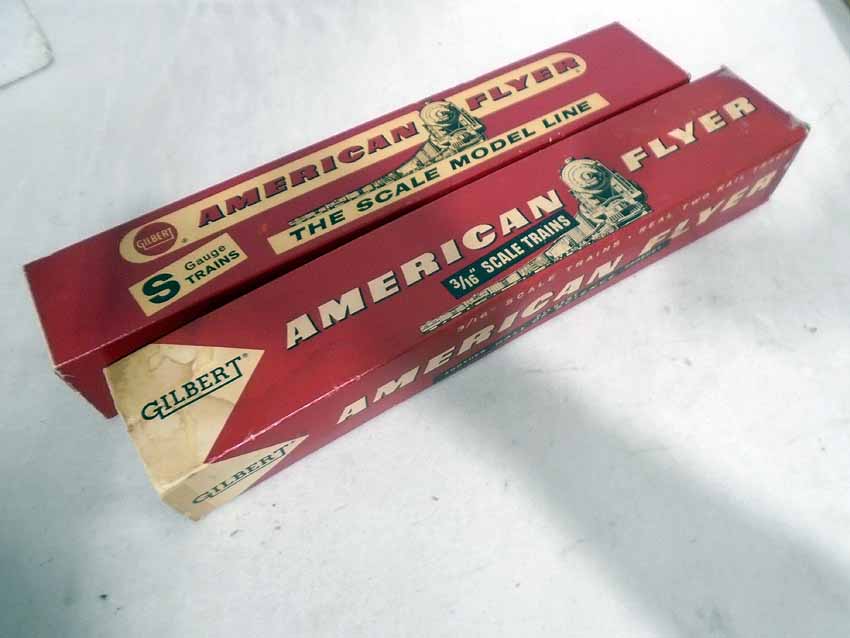 AMERICAN FLYER®
THE SCALE MODEL LINE
GILBERT
S Gauge
TRAINS
AMERICAN FLYER
3/16" SCALE TRAINS
GILBERT®
3/16" SCALE TRAINS · REAL TWO RAIL TRACK
AMERICAN FLYER
GILBERT®